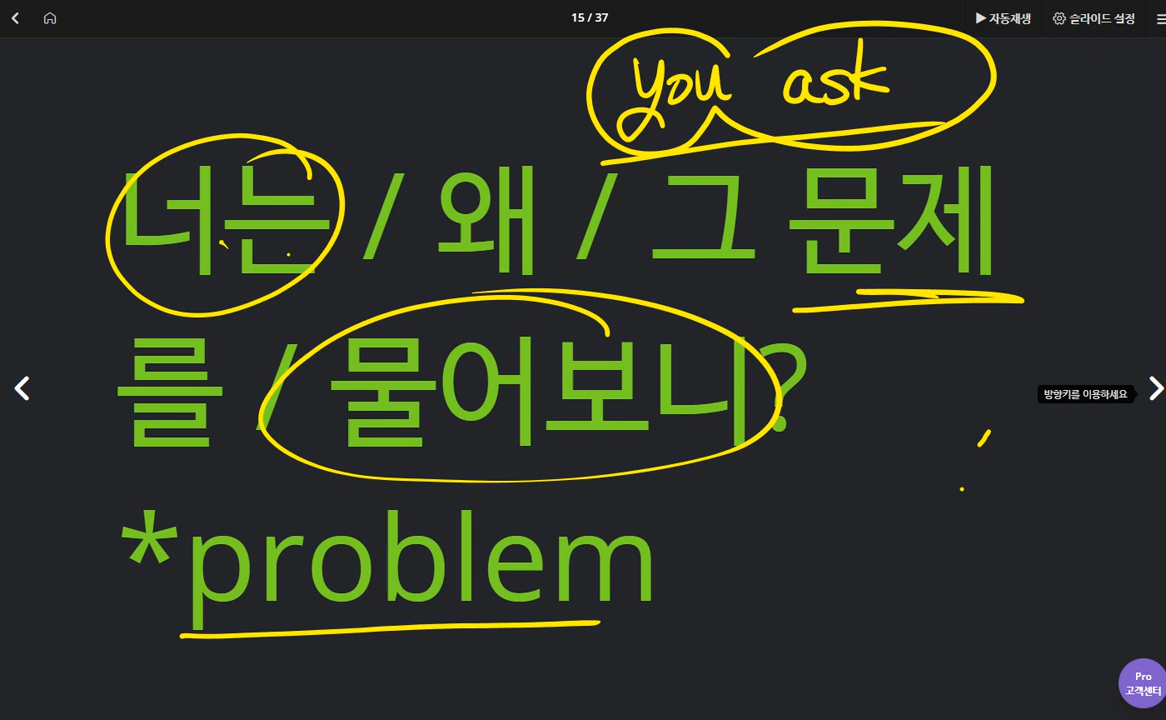 15 / 37
자동재생
슬라이드 설정
you ask
너는 / 왜 / 그 문제
를 / 물어보니?
방향키를 이용하세요
*problem
Pro
고객센터